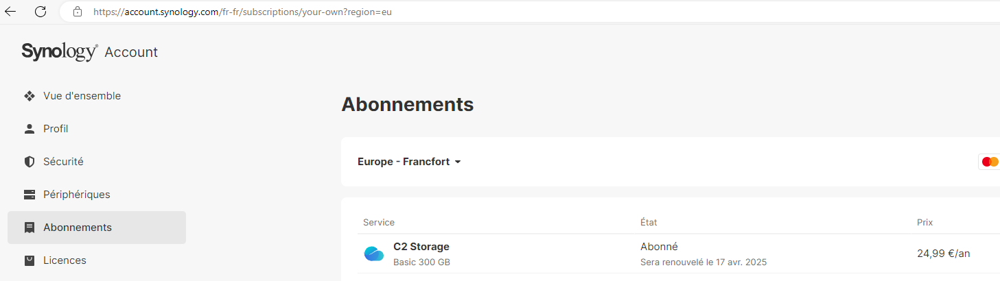 https://account.synology.com/fr-fr/subscriptions/your-own?region=eu
Synology® Account
Vue d'ensemble
Profil
Sécurité
Périphériques
Abonnements
Licences
Abonnements
Europe - Francfort
Service État Prix
C2 Storage Abonné 24,99 €/an
Basic 300 GB Sera renouvelé le 17 avr. 2025